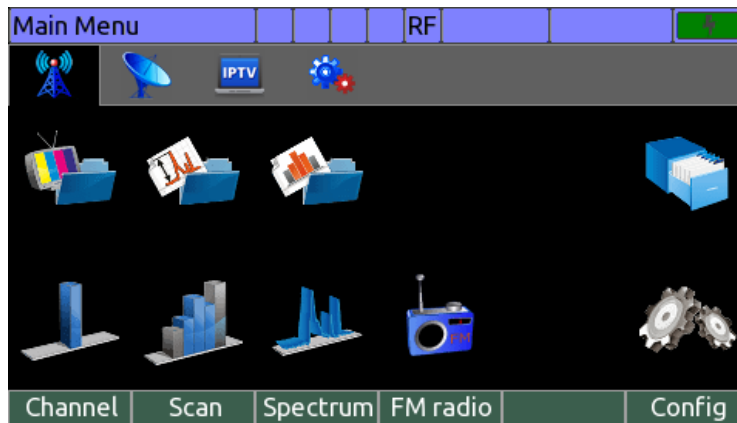 Main Menu RF
IPTV
FM
Channel Scan Spectrum FM radio Config